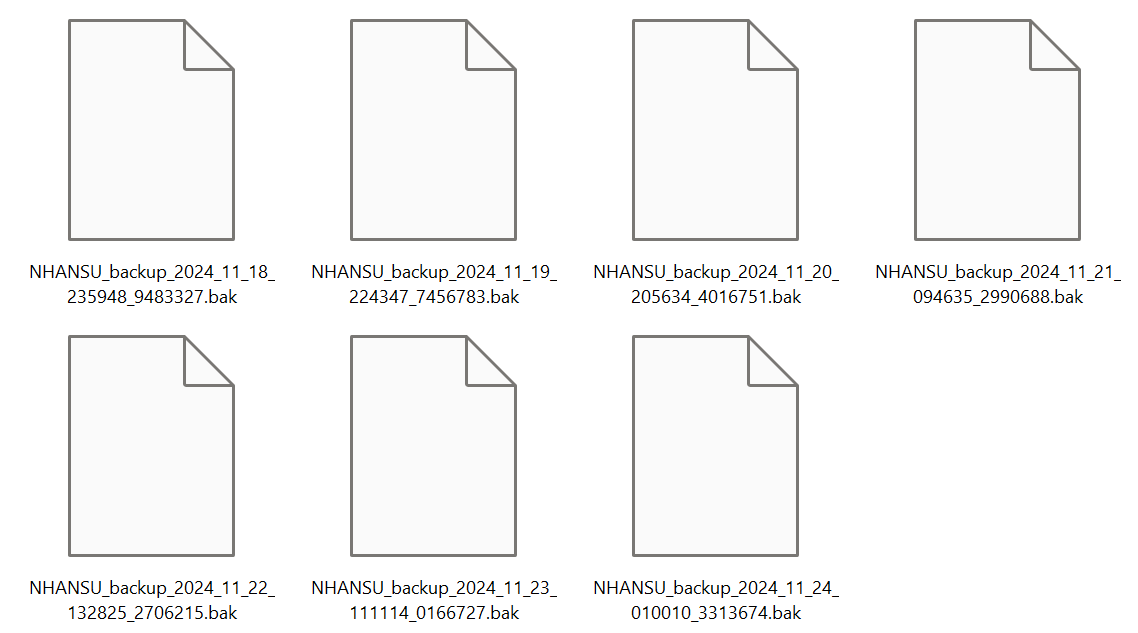 NHANSU_backup_2024_11_18_
235948_9483327.bak
NHANSU_backup_2024_11_19_
224347_7456783.bak
NHANSU_backup_2024_11_20_
205634_4016751.bak
NHANSU_backup_2024_11_21_
094635_2990688.bak
NHANSU_backup_2024_11_22_
132825_2706215.bak
NHANSU_backup_2024_11_23_
111114_0166727.bak
NHANSU_backup_2024_11_24_
010010_3313674.bak